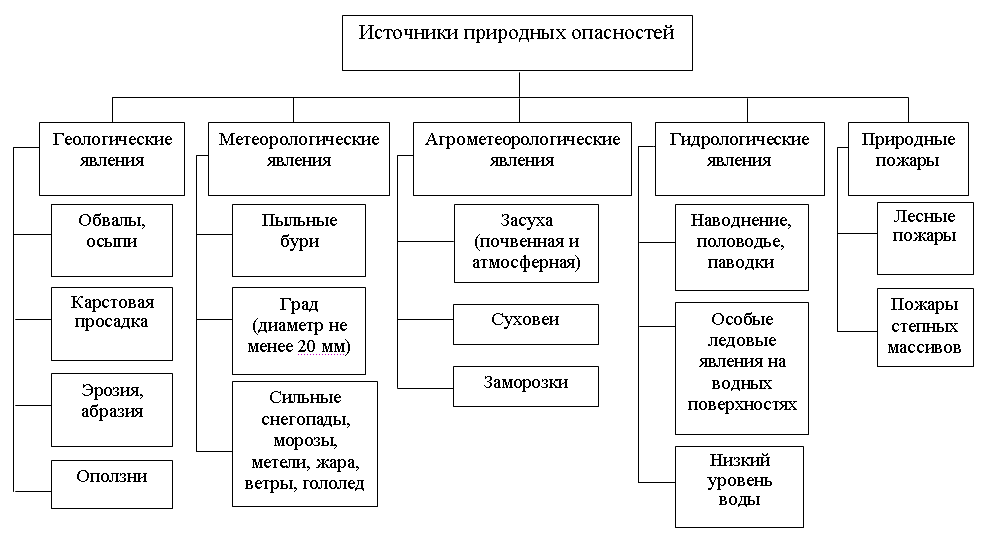 Источники природных опасностей
Геологические
явления
Метеорологические
явления
Агрометеорологические
явления
Гидрологические
явления
Природные
пожары
Обвалы,
осыпи
Карстовая
просадка
Эрозия,
абразия
Оползни
Пыльные
бури
Град
(диаметр не
менее 20 мм)
Сильные
снегопады,
морозы,
метели, жара,
ветры, гололед
Засуха
(почвенная и
атмосферная)
Суховеи
Заморозки
Наводнение,
половодье,
паводки
Особые
ледовые
явления на
водных
поверхностях
Низкий
уровень
воды
Лесные
пожары
Пожары
степных
массивов